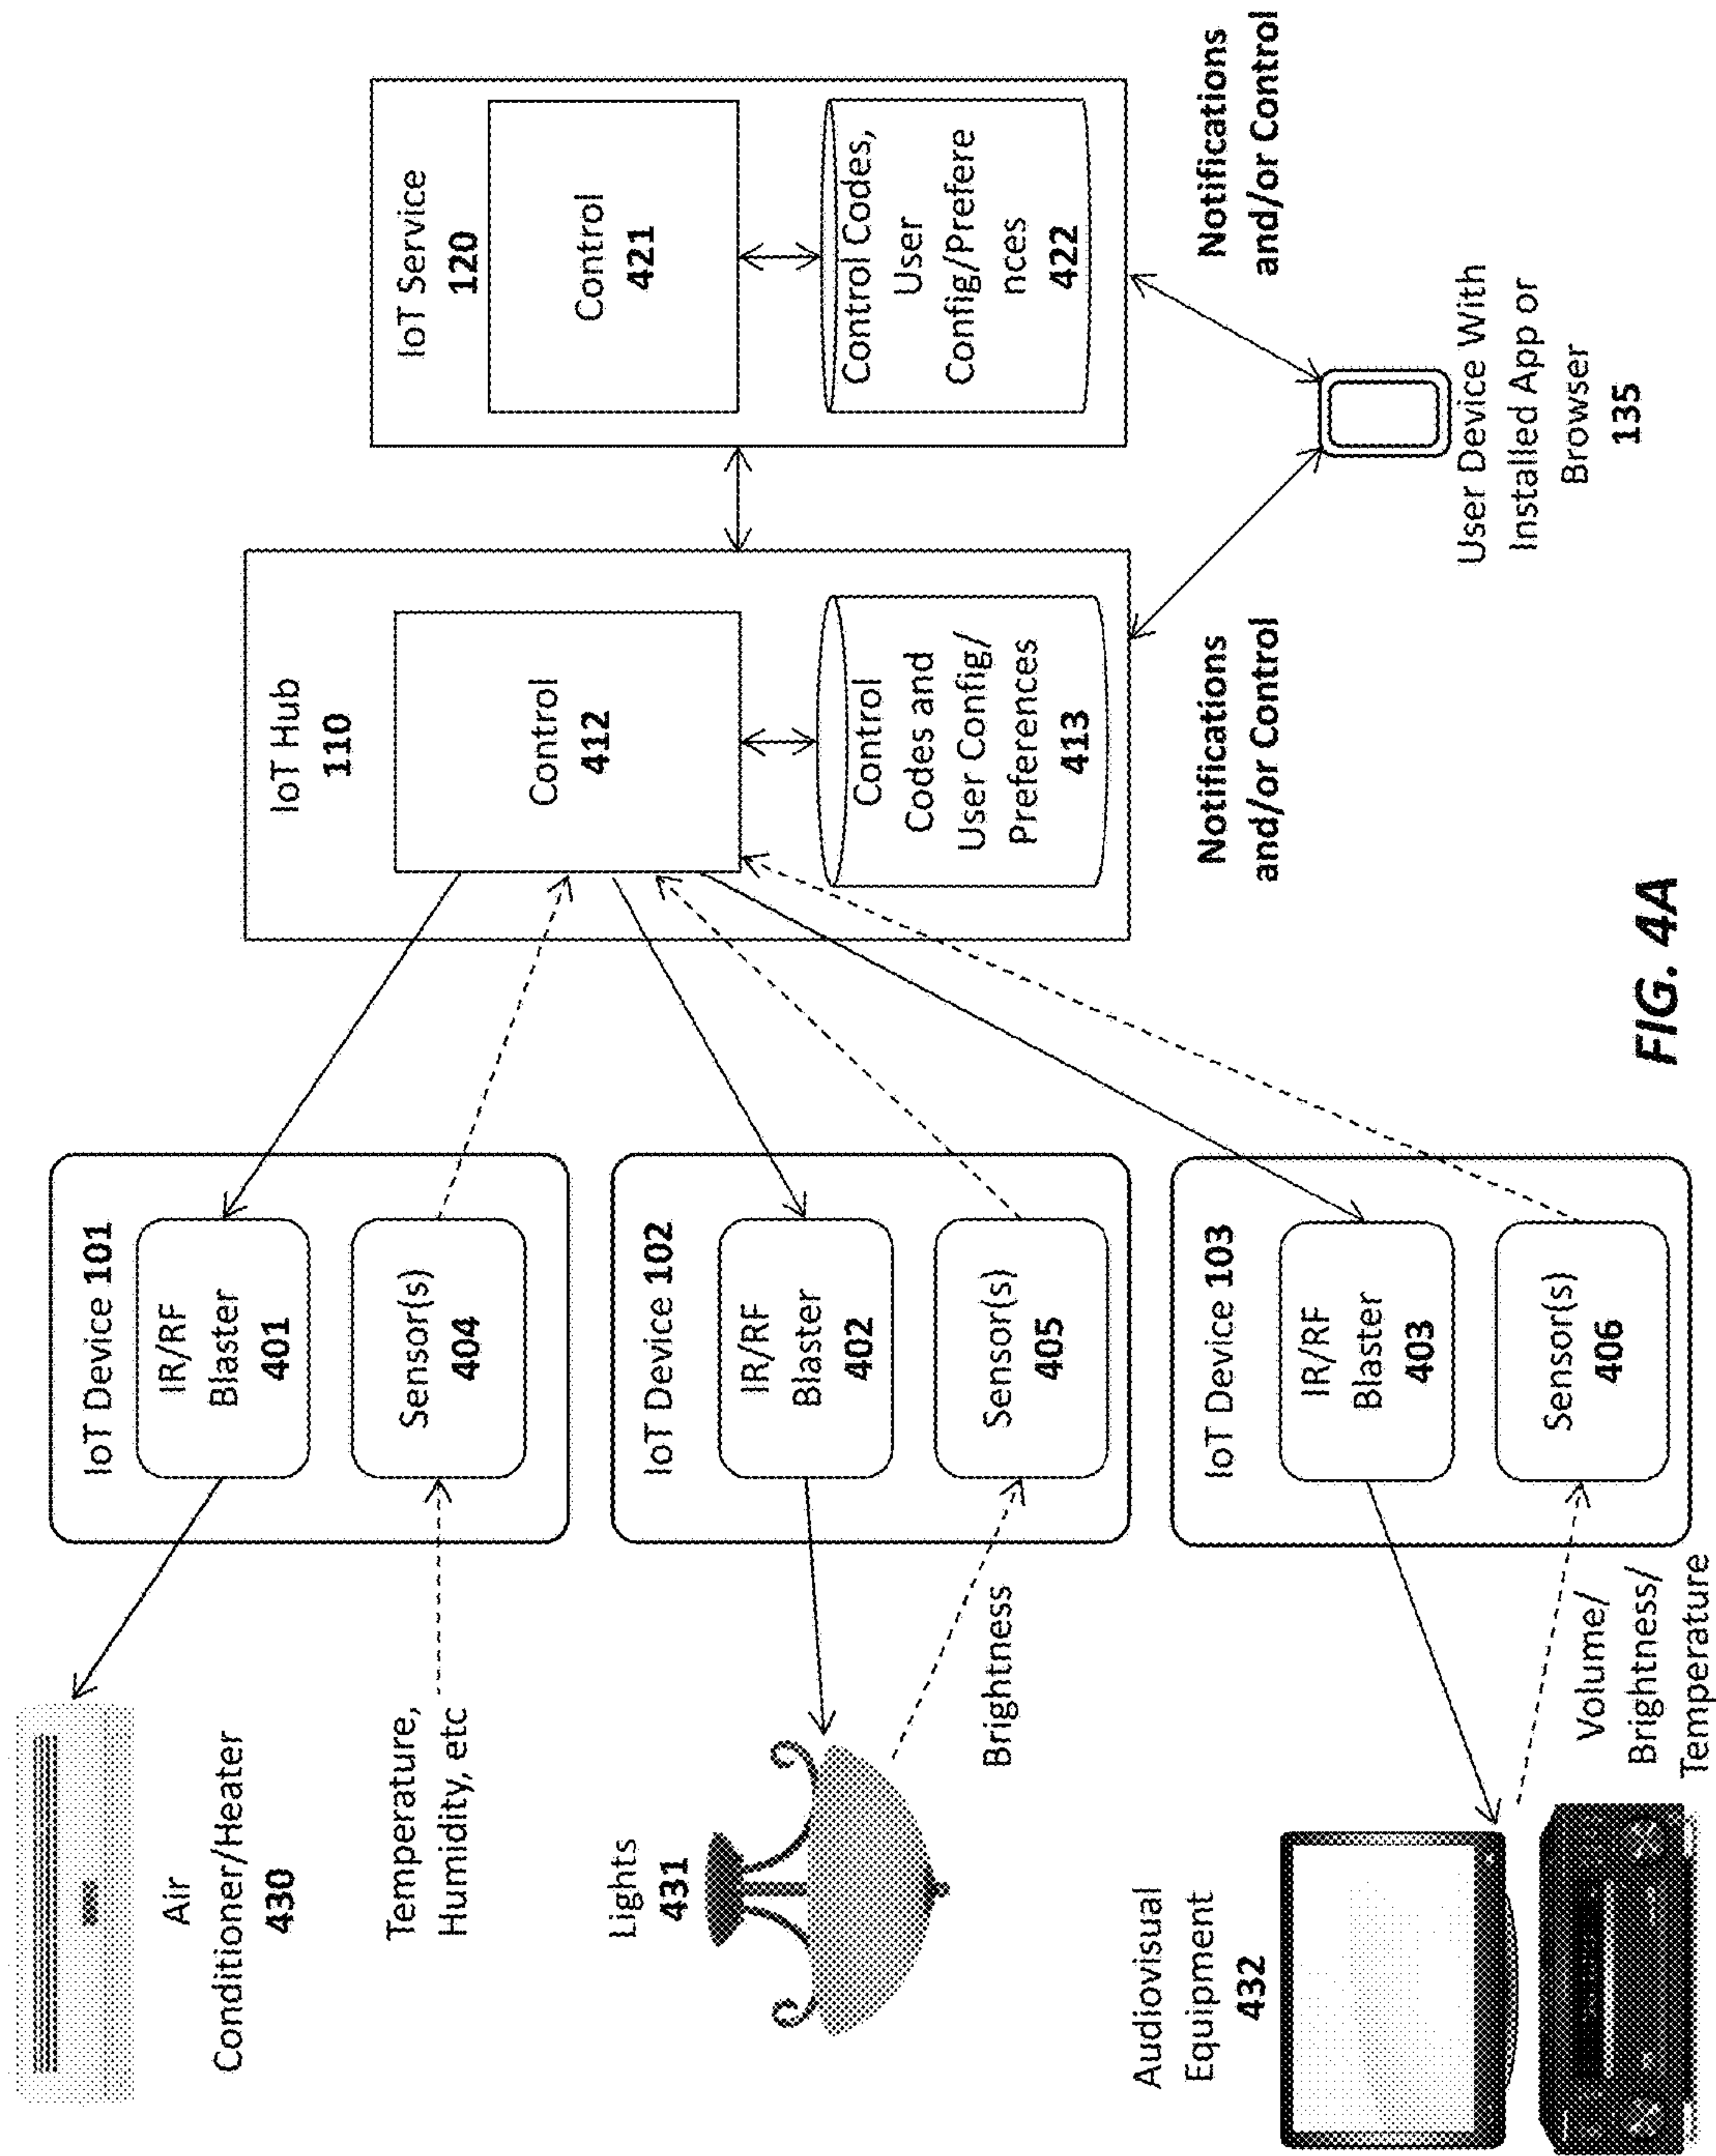 Air
Conditioner/Heater
430
Temperature,
Humidity, etc
Lights
431
Brightness
Audiovisual
Equipment
432
Volume/
Brightness/
Temperature
IoT Device 101
IR/RF
Blaster
401
Sensor(s)
404
IoT Device 102
IR/RF
Blaster
402
Sensor(s)
405
IoT Device 103
IR/RF
Blaster
403
Sensor(s)
406
IoT Hub
110
Control
412
Control
Codes and
User Config/
Preferences
413
Notifications
and/or Control
IoT Service
120
Control
421
Control Codes,
User
Config/Prefere
nces
422
Notifications
and/or Control
User Device With
Installed App or
Browser
135
FIG. 4A